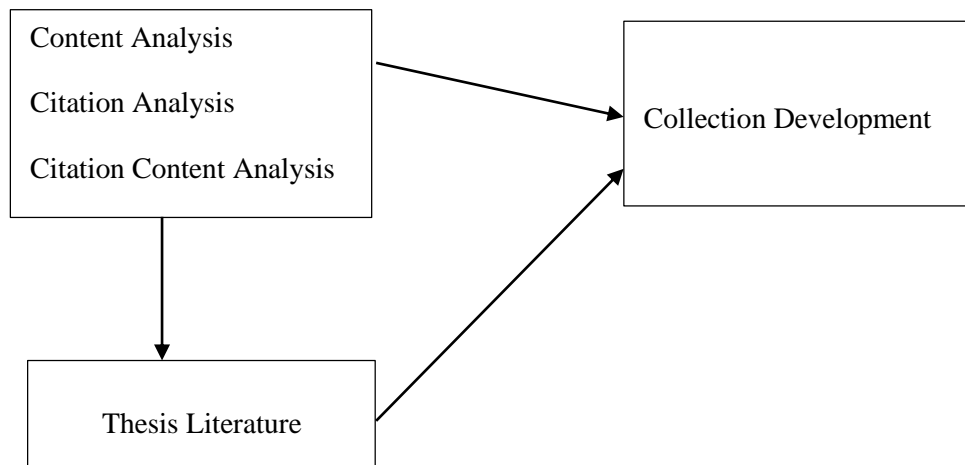 Content Analysis
Citation Analysis
Citation Content Analysis
Collection Development
Thesis Literature